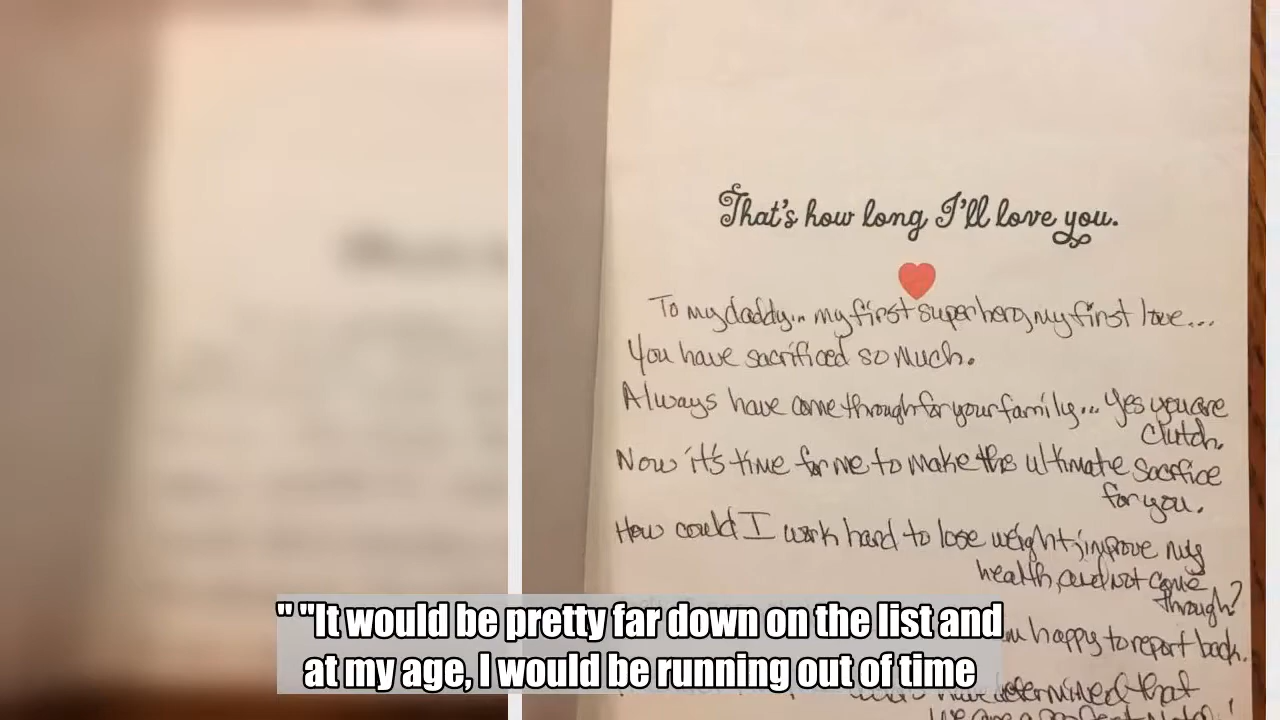 That's how long I'll love you.
To my daddy... my first superhero, my first love...
You have sacrificed so much.
Always have come through for your family... Yes you are
clutch.
Now it's time for me to make the ultimate sacrifice
for you.
How could I work hard to lose weight, improve my
health, and not come
through?
happy to report back.
determined that
" "It would be pretty far down on the list and
at my age, I would be running out of time